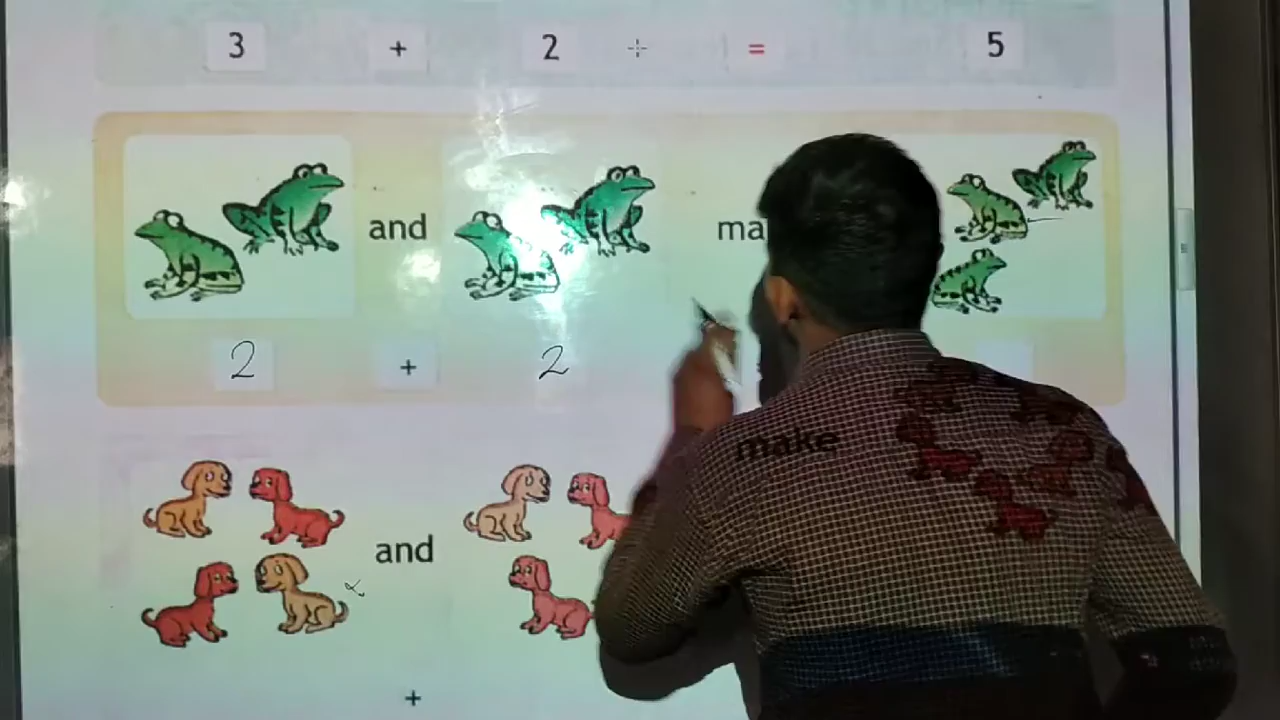 3 + 2 ÷ = 5
and ma
2 + 2
make
and
+